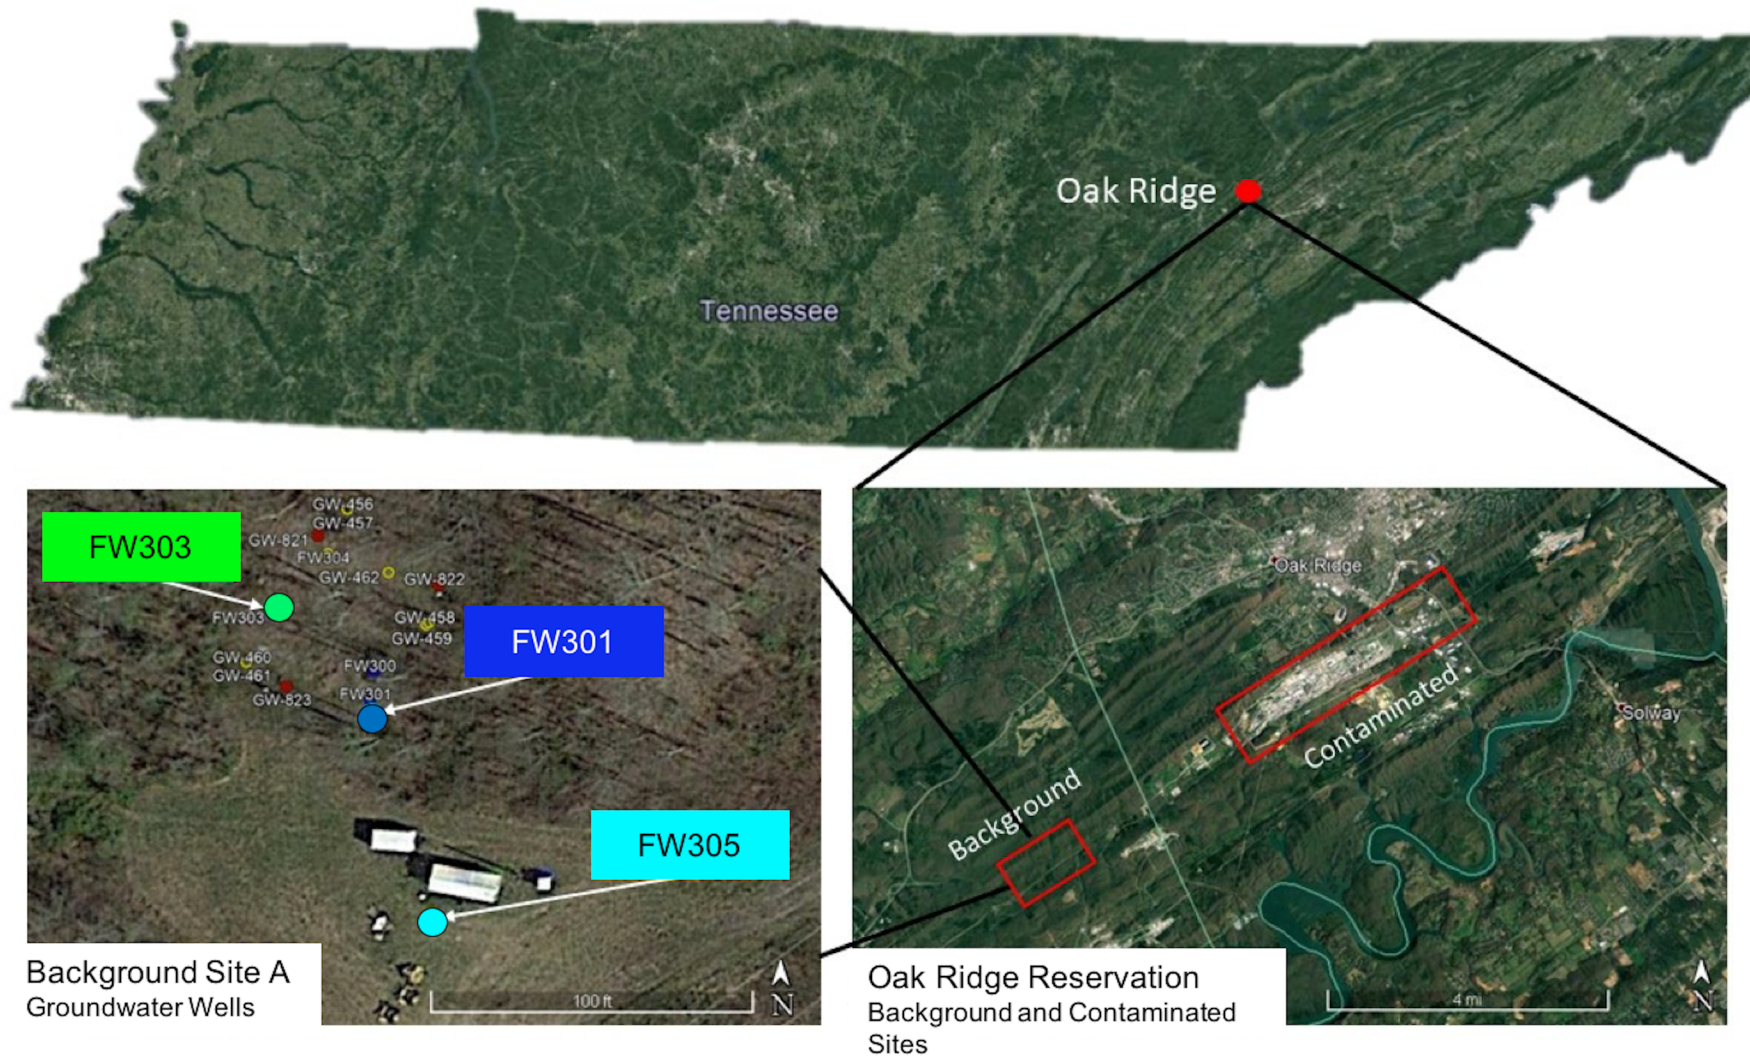 Oak Ridge
Tennessee
GW-456
GW-457
GW-821
FW304
GW-462
GW-822
FW303
FW303
GW-458
GW-459
FW301
GW-460
GW-461
FW300
FW301
GW-823
FW305
Background Site A
Groundwater Wells
100 ft
N
Oak Ridge
Solway
Contaminated
Background
Oak Ridge Reservation
Background and Contaminated
Sites
4 mi
N